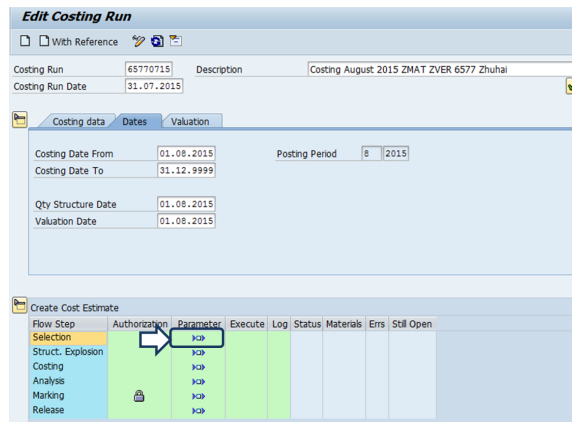 Edit Costing Run
With Reference
Costing Run 65770715 Description Costing August 2015 ZMAT ZVER 6577 Zhuhai
Costing Run Date 31.07.2015
Costing data Dates Valuation
Costing Date From 01.08.2015 Posting Period 8 2015
Costing Date To 31.12.9999
Qty Structure Date 01.08.2015
Valuation Date 01.08.2015
Create Cost Estimate
Flow Step Authorization Parameter Execute Log Status Materials Errs Still Open
Selection
Struct. Explosion
Costing
Analysis
Marking
Release